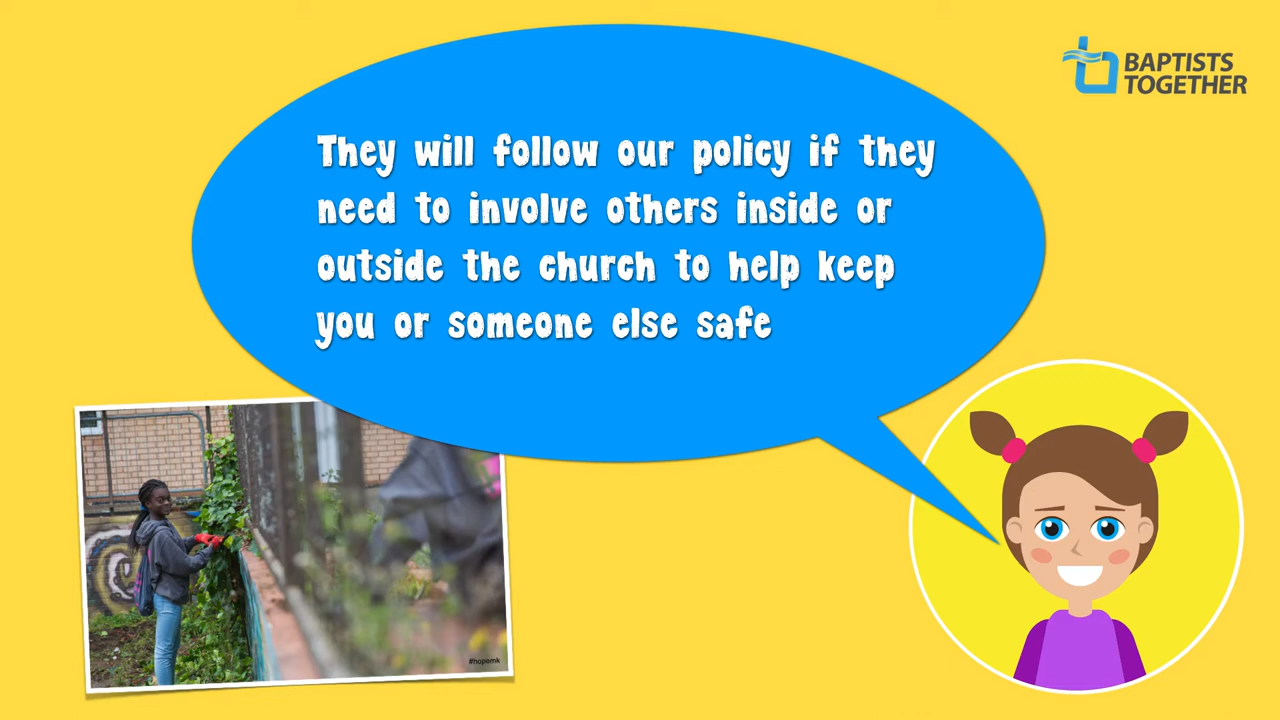 BAPTISTS
TOGETHER
They will follow our policy if they
need to involve others inside or
outside the church to help keep
you or someone else safe
#hopemk